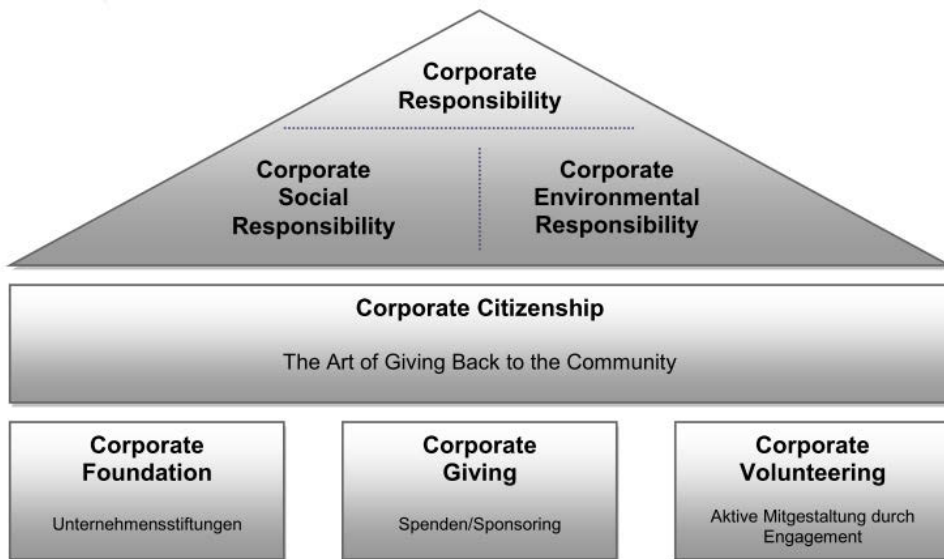 Corporate
Responsibility
Corporate
Social
Responsibility
Corporate
Environmental
Responsibility
Corporate Citizenship
The Art of Giving Back to the Community
Corporate
Foundation
Unternehmensstiftungen
Corporate
Giving
Spenden/Sponsoring
Corporate
Volunteering
Aktive Mitgestaltung durch
Engagement